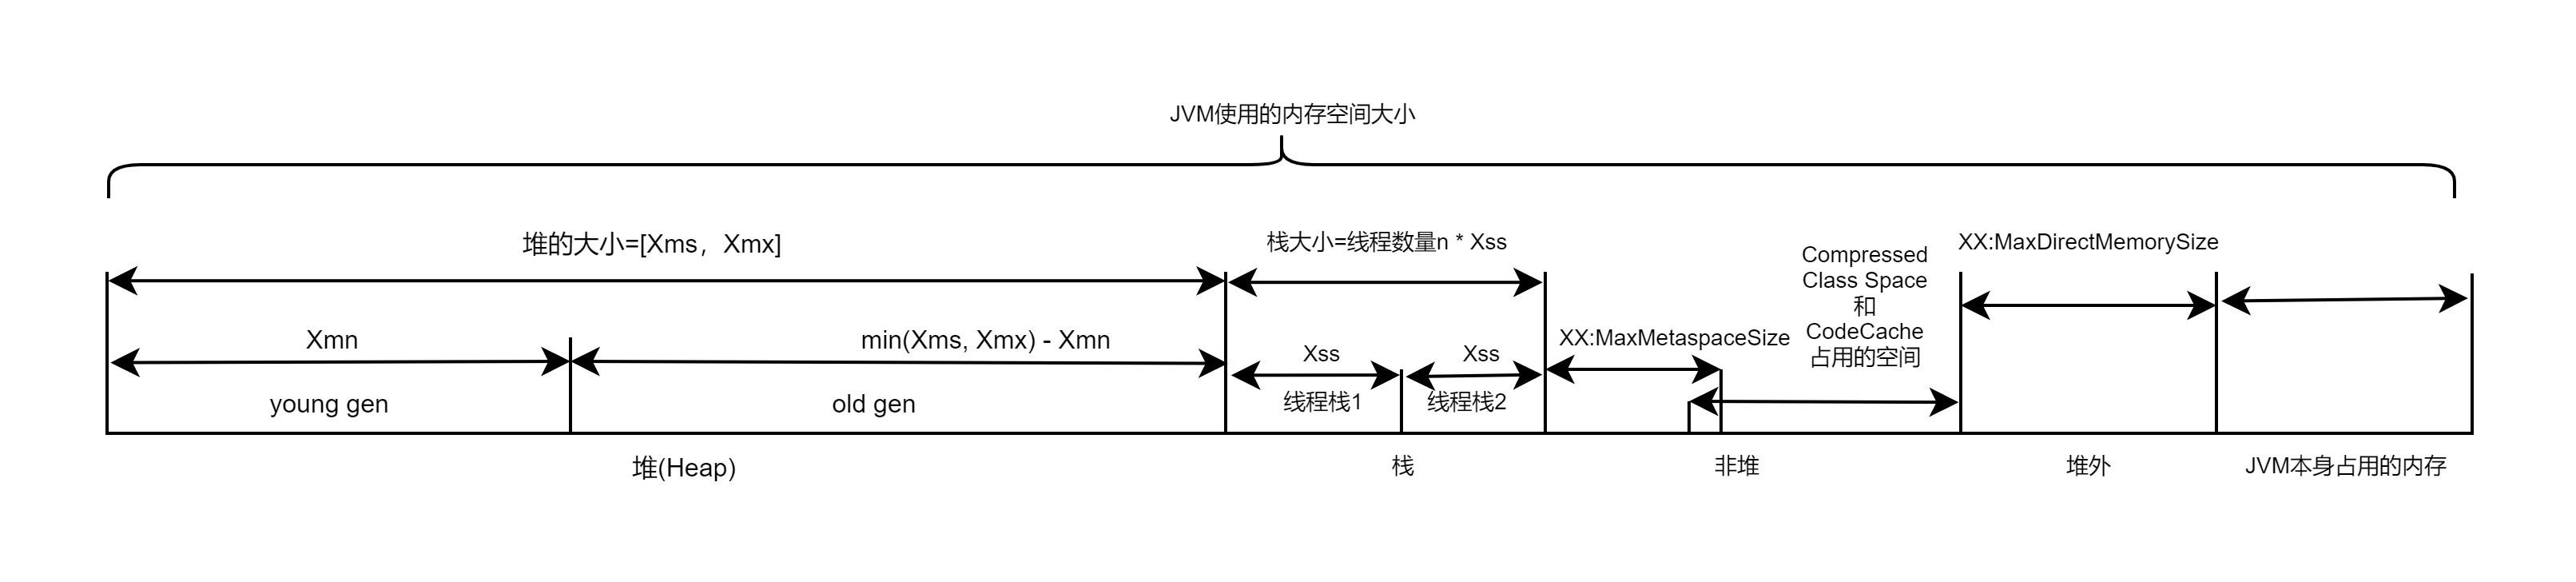 JVM使用的内存空间大小
堆的大小=[Xms，Xmx]
栈大小=线程数量n * Xss
Compressed
Class Space
和
CodeCache
占用的空间
XX:MaxDirectMemorySize
Xmn
min(Xms, Xmx) - Xmn
Xss
Xss
XX:MaxMetaspaceSize
young gen
old gen
线程栈1
线程栈2
堆(Heap)
栈
非堆
堆外
JVM本身占用的内存